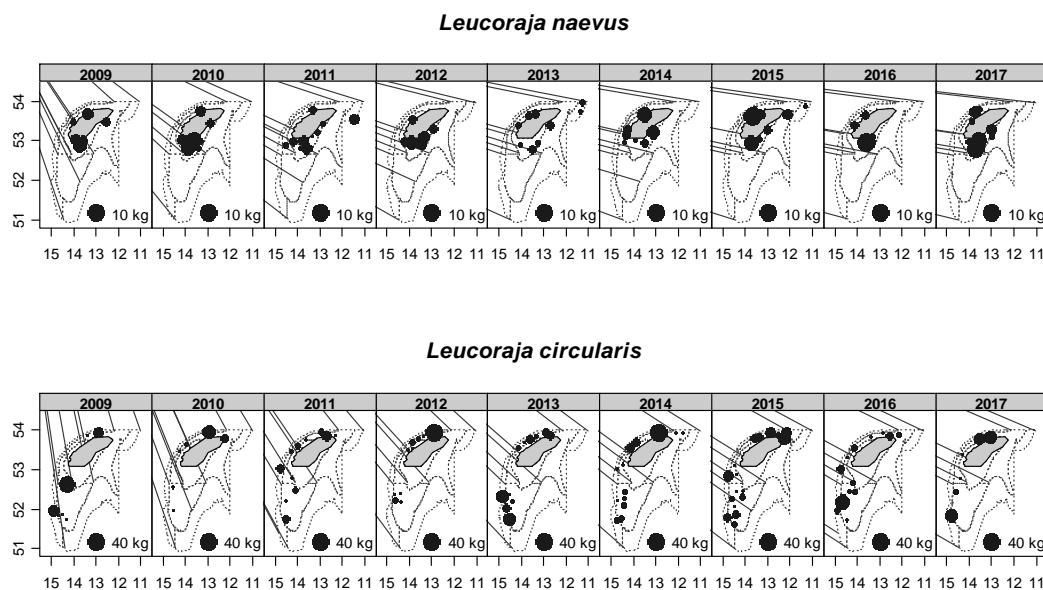 Leucoraja naevus
2009 2010 2011 2012 2013 2014 2015 2016 2017
54
53
52
51
10 kg 10 kg 10 kg 10 kg 10 kg 10 kg 10 kg 10 kg 10 kg
15 14 13 12 11 15 14 13 12 11 15 14 13 12 11 15 14 13 12 11 15 14 13 12 11 15 14 13 12 11 15 14 13 12 11 15 14 13 12 11 15 14 13 12 11
Leucoraja circularis
2009 2010 2011 2012 2013 2014 2015 2016 2017
54
53
52
51
40 kg 40 kg 40 kg 40 kg 40 kg 40 kg 40 kg 40 kg 40 kg
15 14 13 12 11 15 14 13 12 11 15 14 13 12 11 15 14 13 12 11 15 14 13 12 11 15 14 13 12 11 15 14 13 12 11 15 14 13 12 11 15 14 13 12 11